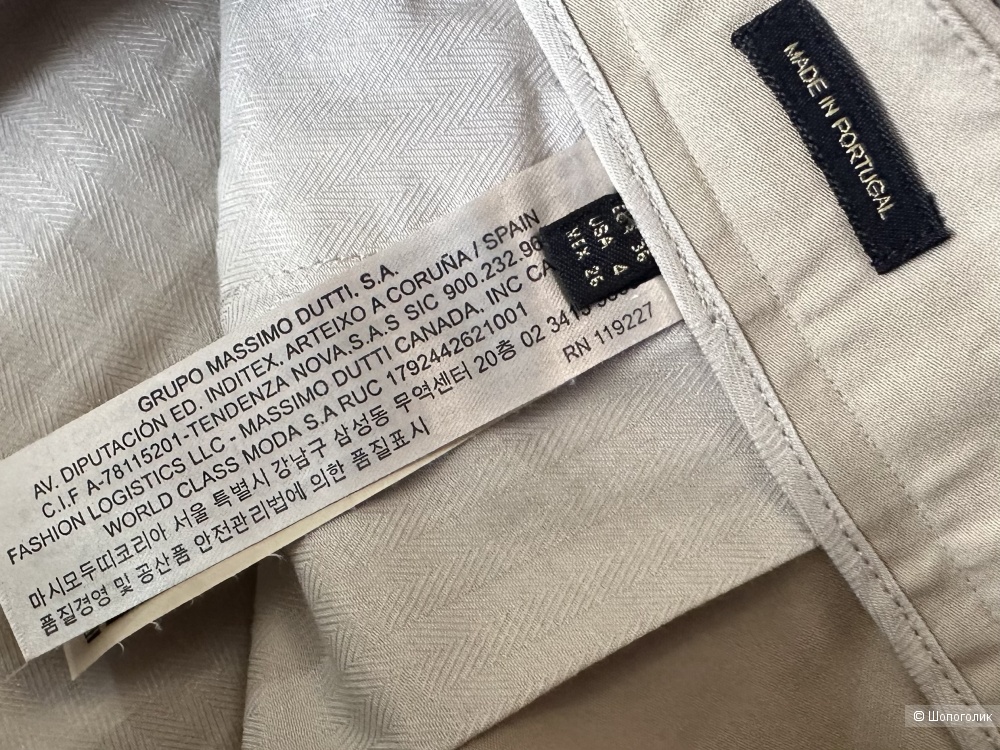 MADE IN PORTUGAL
36
USA 4
MEX 26
GRUPO MASSIMO DUTTI, S.A.
AV. DIPUTACIÓN ED. INDITEX, ARTEIXO A CORUÑA / SPAIN
C.I.F A-78115201-TENDENZA NOVA.S.A.S SIC 900.232.96
FASHION LOGISTICS LLC - MASSIMO DUTTI CANADA, INC CA
WORLD CLASS MODA S.A RUC 1792442621001
마시모두띠코리아 서울 특별시 강남구 삼성동 무역센터 20층 02 341
품질경영 및 공산품 안전관리법에 의한 품질표시
RN 119227
© Шопоголик